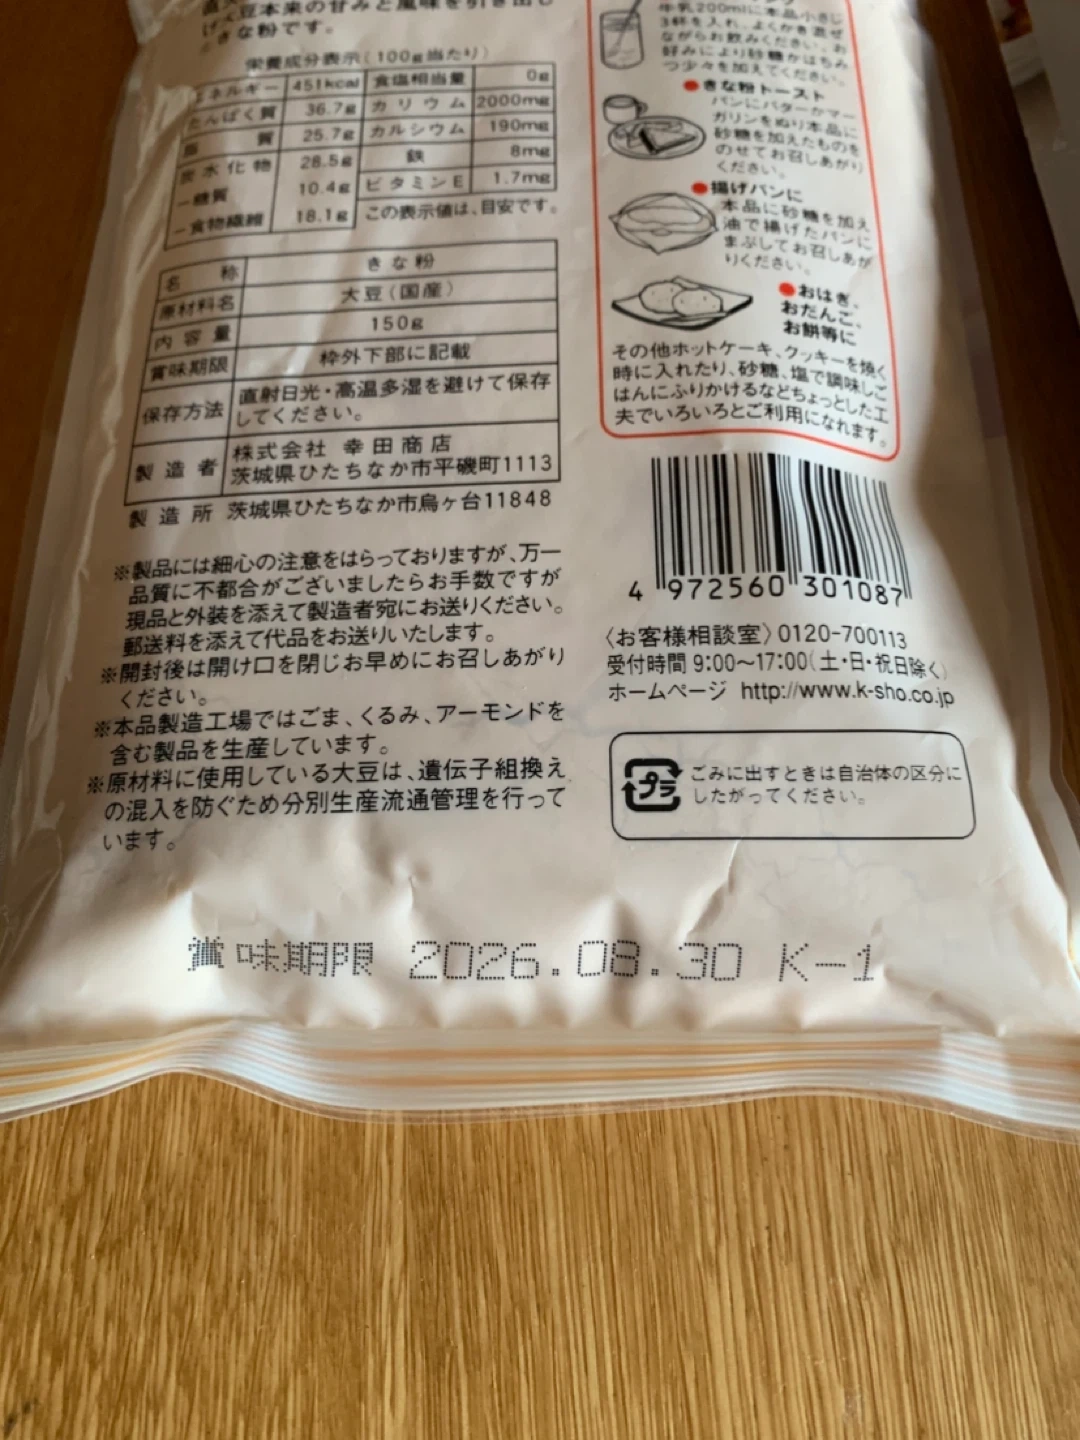 豆本来の甘みと風味を引き出し
きな粉です。
栄養成分表示(100g当たり)
エネルギー 451kcal 食塩相当量 0g
たんぱく質 36.7g カリウム 2000mg
脂質 25.7g カルシウム 190mg
炭水化物 28.5g 鉄 8mg
-糖質 10.4g ビタミンE 1.7mg
-食物繊維 18.1g この表示値は、目安です。
名称 きな粉
原材料名 大豆(国産)
内容量 150g
賞味期限 枠外下部に記載
保存方法 直射日光・高温多湿を避けて保存
してください。
製造者 株式会社 幸田商店
茨城県ひたちなか市平磯町1113
製造所 茨城県ひたちなか市烏ヶ台11848
※製品には細心の注意をはらっておりますが、万一
品質に不都合がございましたらお手数ですが
現品と外装を添えて製造者宛にお送りください。
郵送料を添えて代品をお送りいたします。
※開封後は開け口を閉じお早めにお召しあがり
ください。
※本品製造工場ではごま、くるみ、アーモンドを
含む製品を生産しています。
※原材料に使用している大豆は、遺伝子組換え
の混入を防ぐため分別生産流通管理を行って
います。
牛乳200mlに本品小さじ
3杯を入れ、よくかき混ぜ
ながらお飲みください。お
好みにより砂糖かはちみ
つ少々を加えてください。
●きな粉トースト
パンにバターかマー
ガリンをぬり本品に
砂糖を加えたものを
のせてお召しあがり
ください。
●揚げパンに
本品に砂糖を加え
油で揚げたパンに
まぶしてお召しあが
りください。
●おはぎ、
おだんご、
お餅等に
その他ホットケーキ、クッキーを焼く
時に入れたり、砂糖、塩で調味しご
はんにふりかけるなどちょっとした工
夫でいろいろとご利用になれます。
4 972560 301087
〈お客様相談室〉0120-700113
受付時間 9:00〜17:00(土・日・祝日除く)
ホームページ http://www.k-sho.co.jp
プラ
ごみに出すときは自治体の区分に
したがってください。
賞味期限 2026.08.30 K-1